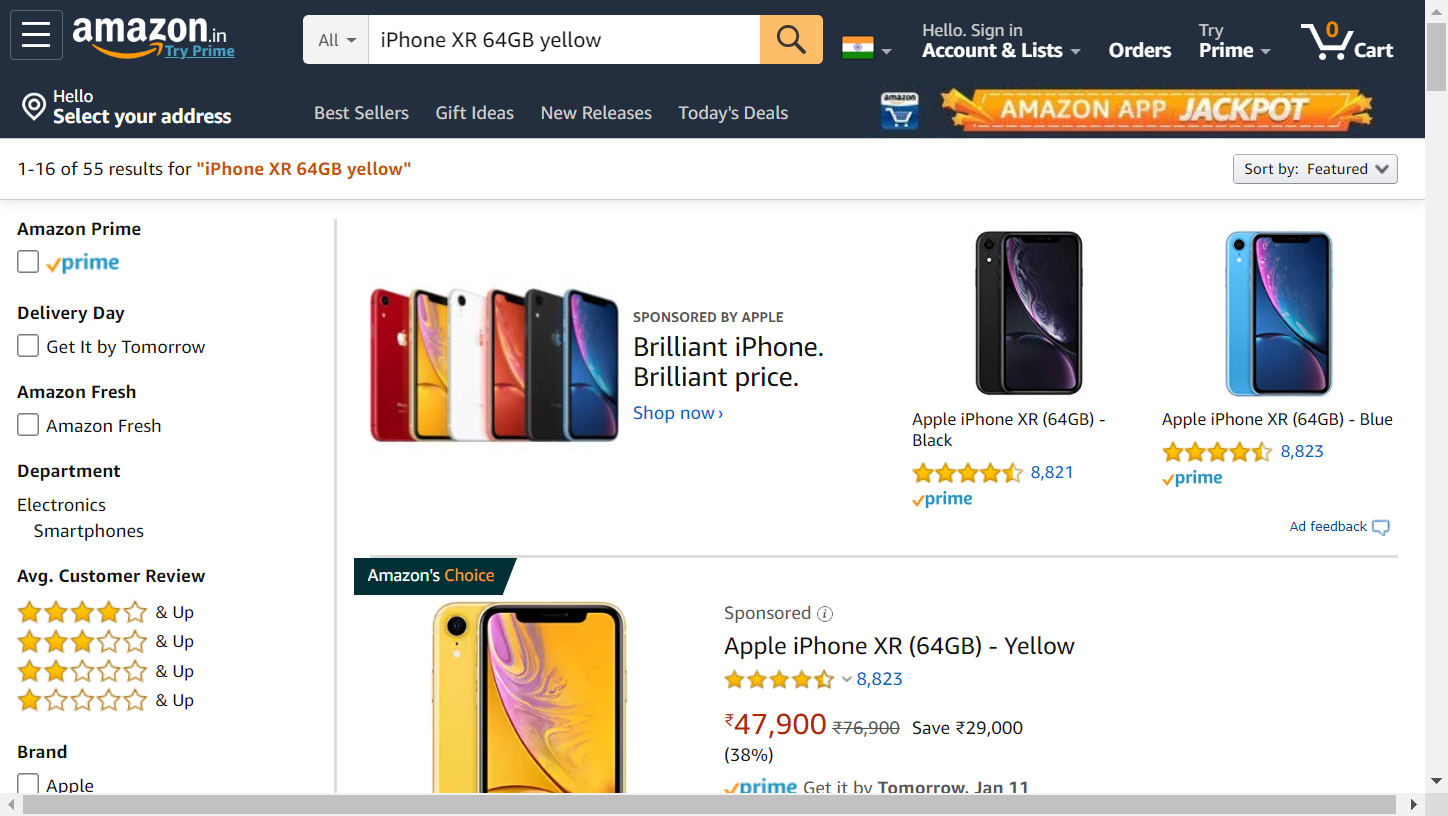 amazon.in
Try Prime
All
iPhone XR 64GB yellow
Hello. Sign in
Account & Lists
Orders
Try
Prime
0
Cart
Hello
Select your address
Best Sellers
Gift Ideas
New Releases
Today's Deals
amazon
AMAZON APP JACKPOT
1-16 of 55 results for "iPhone XR 64GB yellow"
Sort by: Featured
Amazon Prime
prime
Delivery Day
Get It by Tomorrow
Amazon Fresh
Amazon Fresh
Department
Electronics
Smartphones
Avg. Customer Review
& Up
& Up
& Up
& Up
Brand
Apple
SPONSORED BY APPLE
Brilliant iPhone.
Brilliant price.
Shop now ›
Apple iPhone XR (64GB) -
Black
8,821
prime
Apple iPhone XR (64GB) - Blue
8,823
prime
Ad feedback
Amazon's Choice
Sponsored
Apple iPhone XR (64GB) - Yellow
8,823
₹47,900 ₹76,900 Save ₹29,000
(38%)
prime Get it by Tomorrow, Jan 11